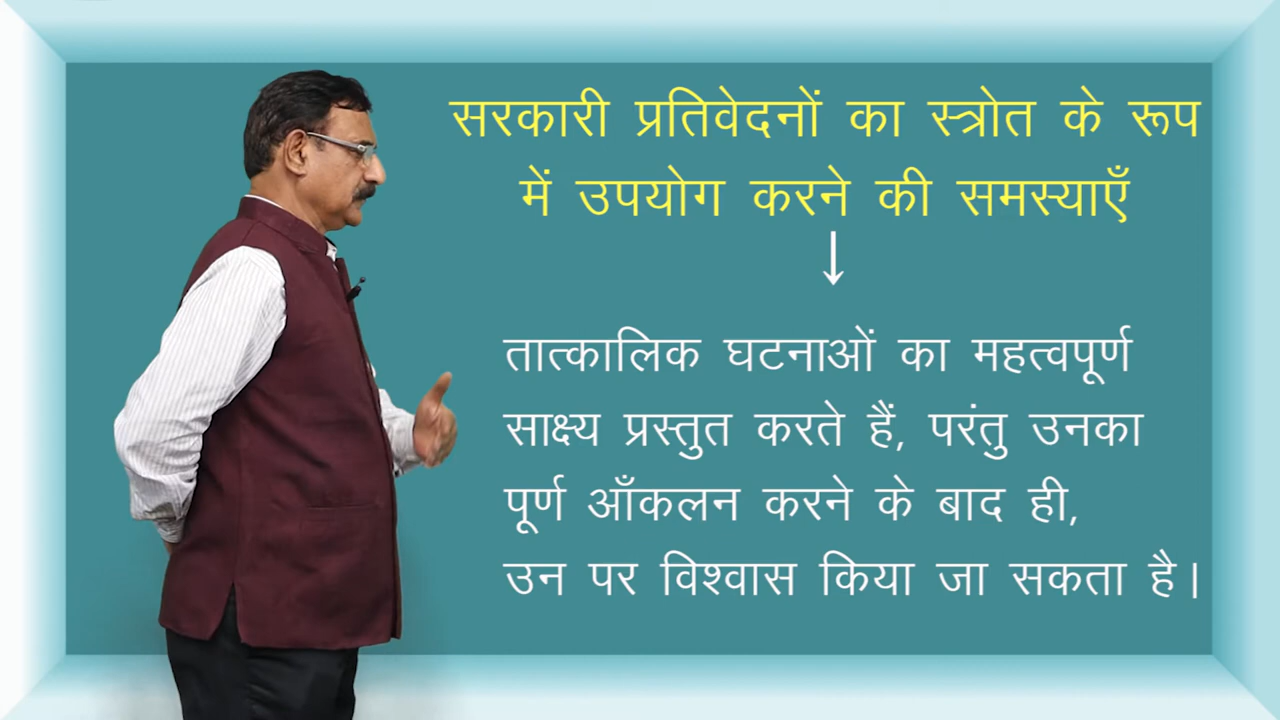 सरकारी प्रतिवेदनों का स्त्रोत के रूप
में उपयोग करने की समस्याएँ
↓
तात्कालिक घटनाओं का महत्वपूर्ण
साक्ष्य प्रस्तुत करते हैं, परंतु उनका
पूर्ण आँकलन करने के बाद ही,
उन पर विश्वास किया जा सकता है।